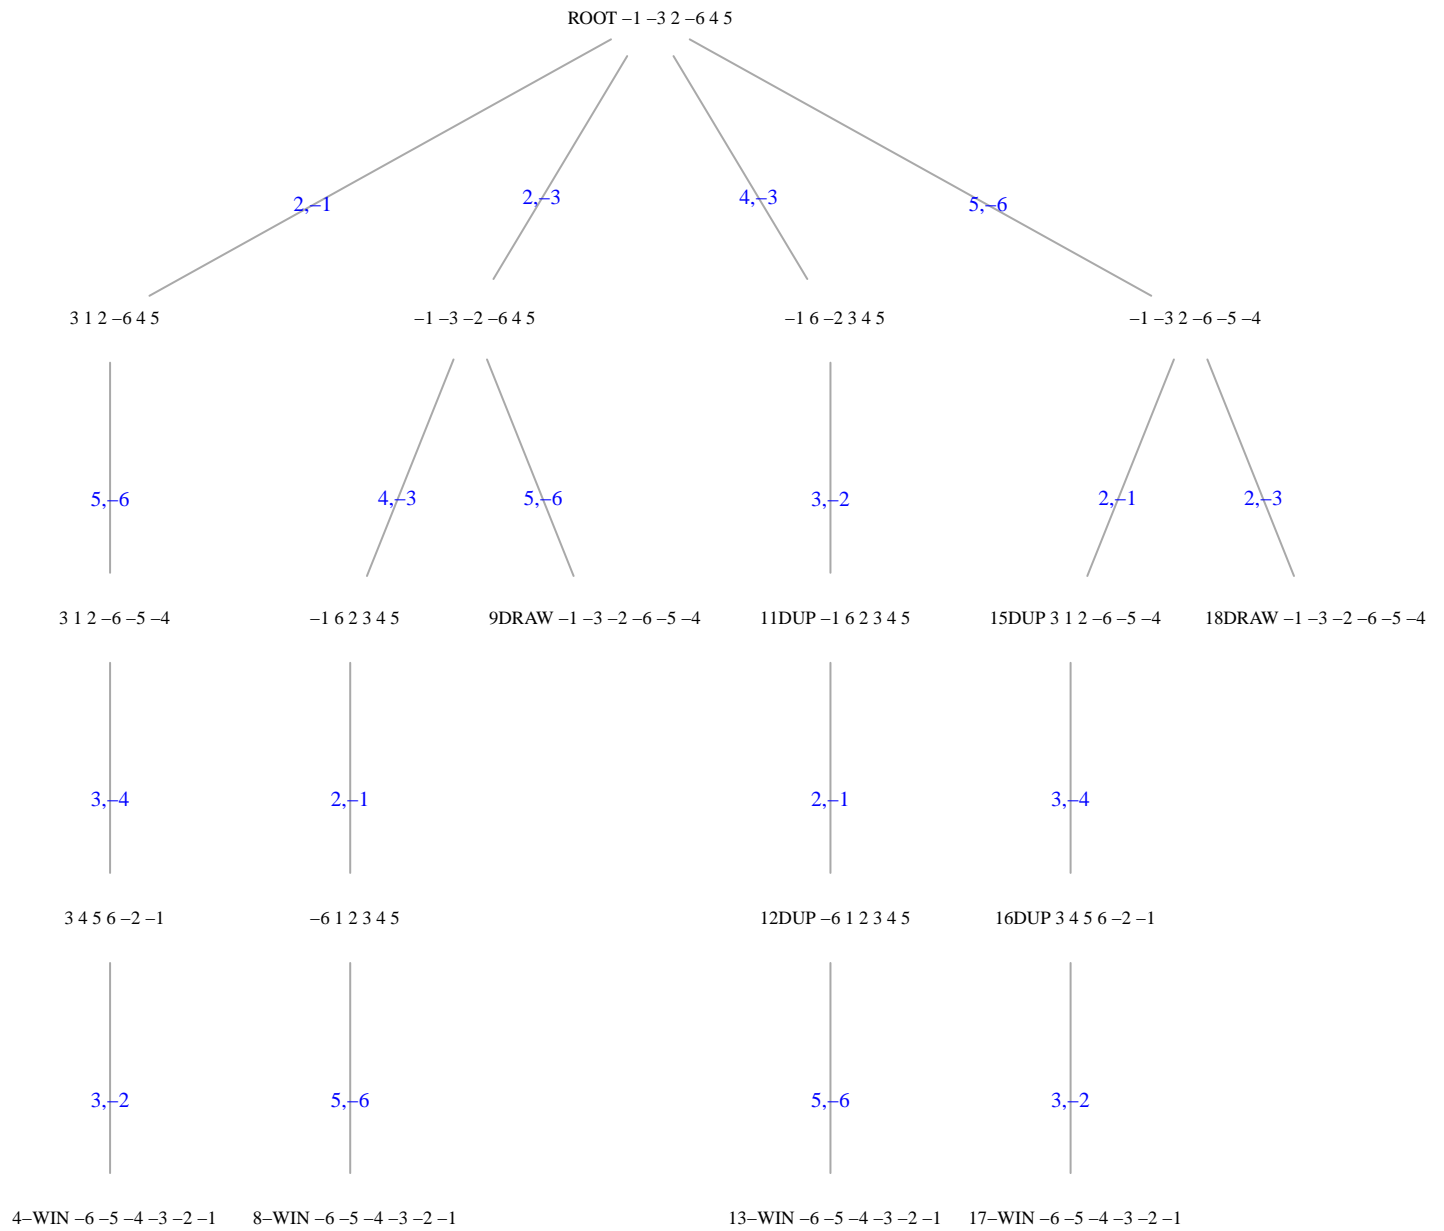 ROOT –1 –3 2 –6 4 5
2,–1
2,–3
4,–3
5,–6
3 1 2 –6 4 5
–1 –3 –2 –6 4 5
–1 6 –2 3 4 5
–1 –3 2 –6 –5 –4
5,–6
4,–3
5,–6
3,–2
2,–1
2,–3
3 1 2 –6 –5 –4
–1 6 2 3 4 5
9DRAW –1 –3 –2 –6 –5 –4
11DUP –1 6 2 3 4 5
15DUP 3 1 2 –6 –5 –4
18DRAW –1 –3 –2 –6 –5 –4
3,–4
2,–1
2,–1
3,–4
3 4 5 6 –2 –1
–6 1 2 3 4 5
12DUP –6 1 2 3 4 5
16DUP 3 4 5 6 –2 –1
3,–2
5,–6
5,–6
3,–2
4–WIN –6 –5 –4 –3 –2 –1
8–WIN –6 –5 –4 –3 –2 –1
13–WIN –6 –5 –4 –3 –2 –1
17–WIN –6 –5 –4 –3 –2 –1